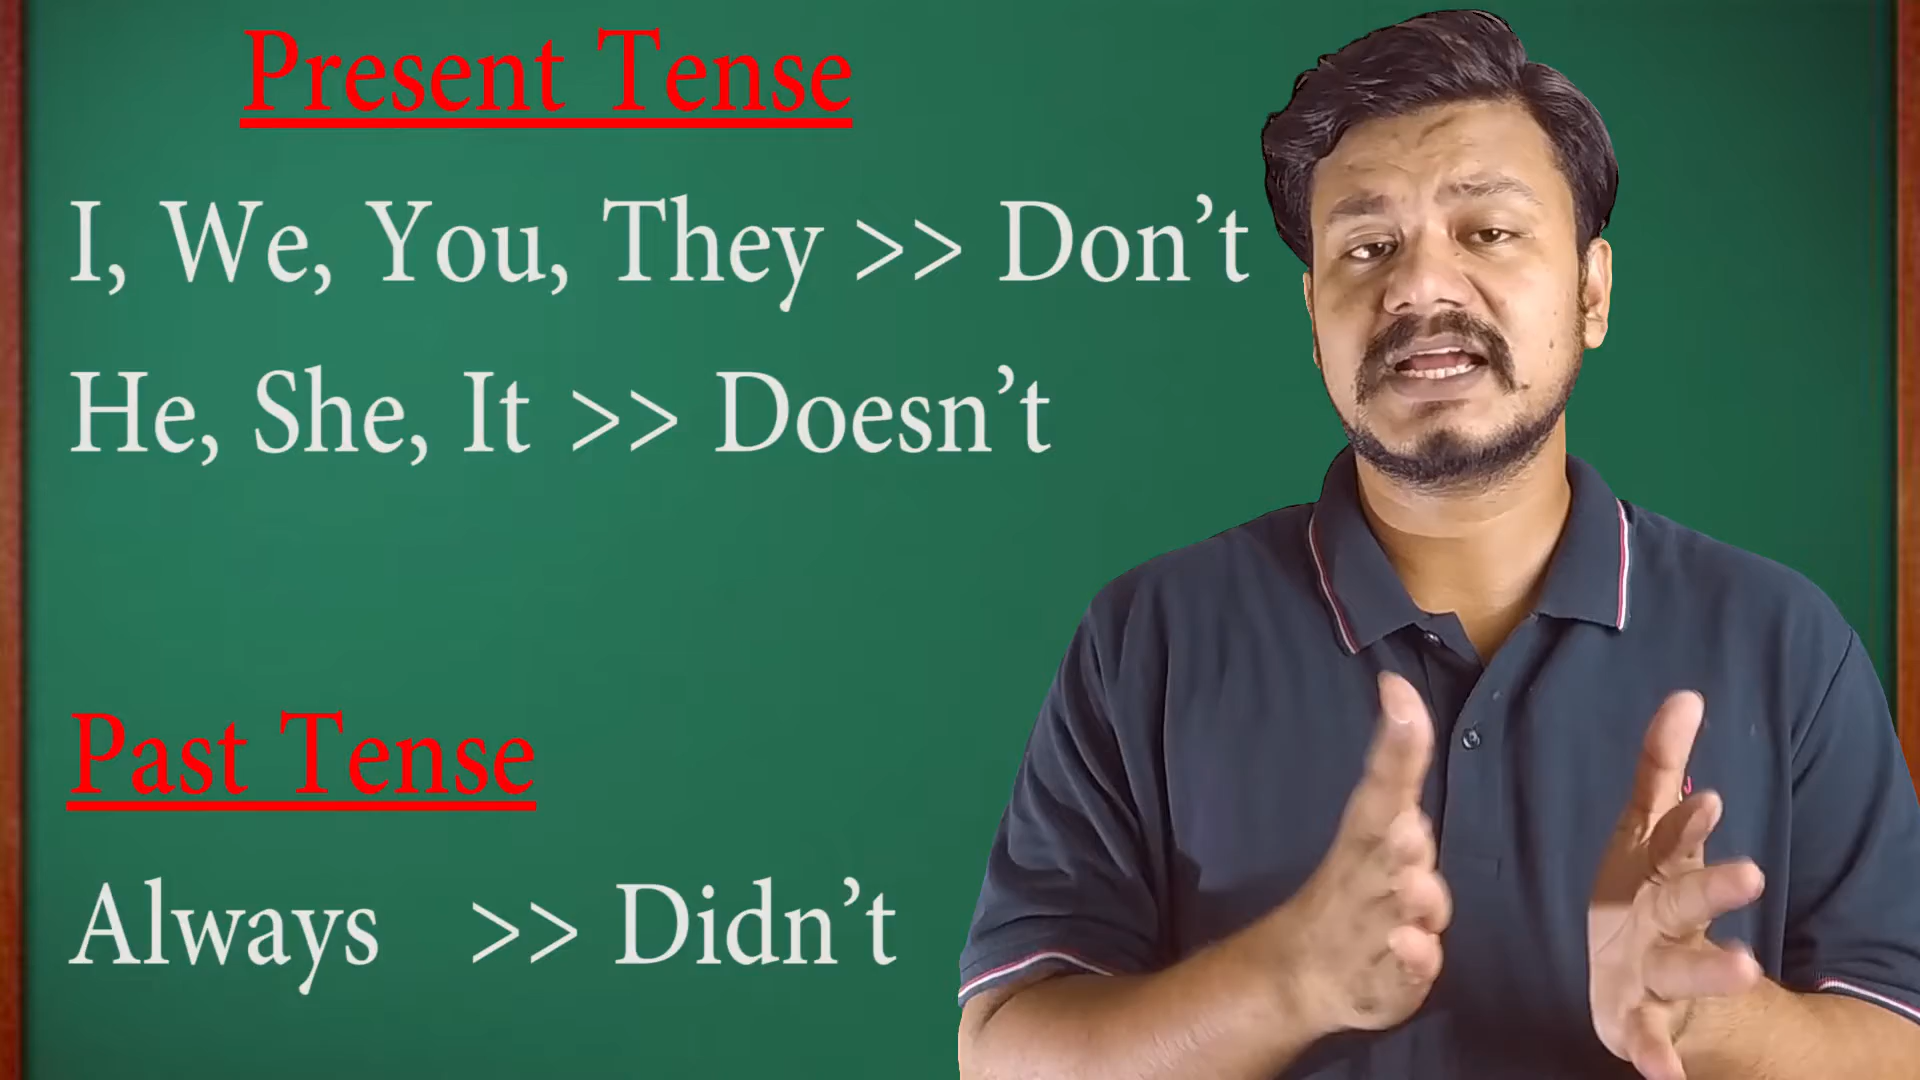 Present Tense
I, We, You, They >> Don’t
He, She, It >> Doesn’t
Past Tense
Always >> Didn’t